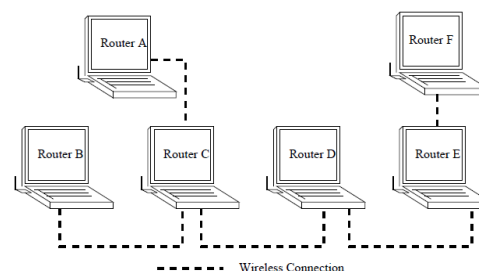 Router A
Router F
Router B
Router C
Router D
Router E
Wireless Connection